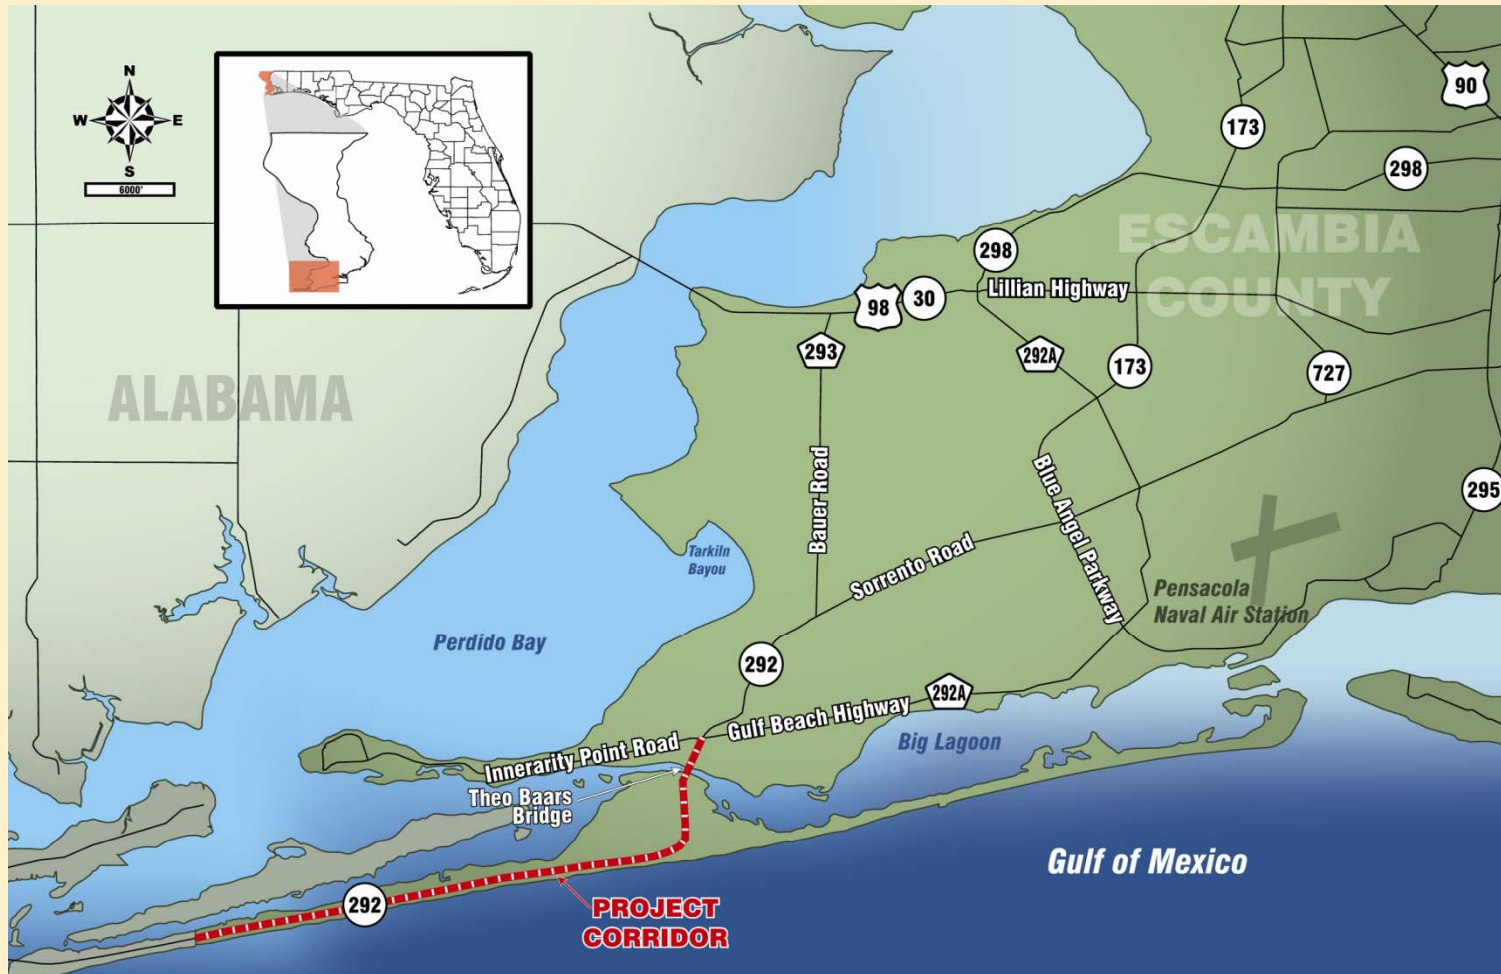 N
W E
S
6000'
90
173
298
ESCAMBIA
COUNTY
298
Lillian Highway
98
30
293
292A
173
727
ALABAMA
Bauer Road
Blue Angel Parkway
295
Tarkiln
Bayou
Sorrento Road
Pensacola
Naval Air Station
Perdido Bay
292
292A
Gulf Beach Highway
Big Lagoon
Innerarity Point Road
Theo Baars
Bridge
Gulf of Mexico
292
PROJECT
CORRIDOR